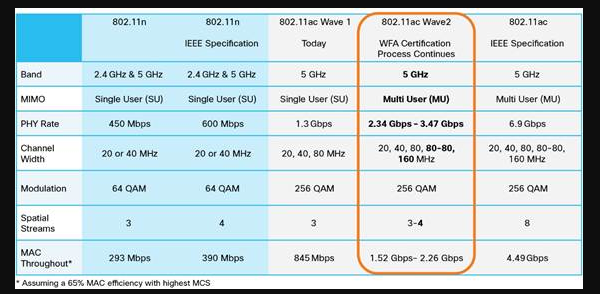 802.11n 802.11n 802.11ac Wave 1 802.11ac Wave2 802.11ac
IEEE Specification Today WFA Certification Process Continues IEEE Specification
Band 2.4 GHz & 5 GHz 2.4 GHz & 5 GHz 5 GHz 5 GHz 5 GHz
MIMO Single User (SU) Single User (SU) Single User (SU) Multi User (MU) Multi User (MU)
PHY Rate 450 Mbps 600 Mbps 1.3 Gbps 2.34 Gbps - 3.47 Gbps 6.9 Gbps
Channel Width 20 or 40 MHz 20 or 40 MHz 20, 40, 80 MHz 20, 40, 80, 80-80, 160 MHz 20, 40, 80, 80-80, 160 MHz
Modulation 64 QAM 64 QAM 256 QAM 256 QAM 256 QAM
Spatial Streams 3 4 3 3-4 8
MAC Throughout* 293 Mbps 390 Mbps 845 Mbps 1.52 Gbps- 2.26 Gbps 4.49 Gbps
* Assuming a 65% MAC efficiency with highest MCS